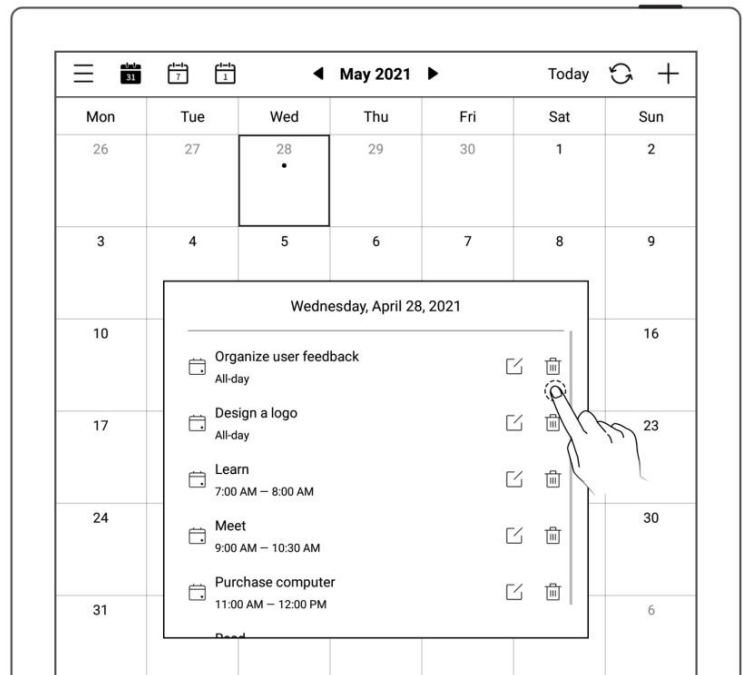 31 7 1 May 2021 Today
Mon Tue Wed Thu Fri Sat Sun
26 27 28 29 30 1 2
3 4 5 6 7 8 9
Wednesday, April 28, 2021
10 16
Organize user feedback
All-day
Design a logo
All-day
17 23
Learn
7:00 AM — 8:00 AM
24 30
Meet
9:00 AM — 10:30 AM
Purchase computer
11:00 AM — 12:00 PM
31 6